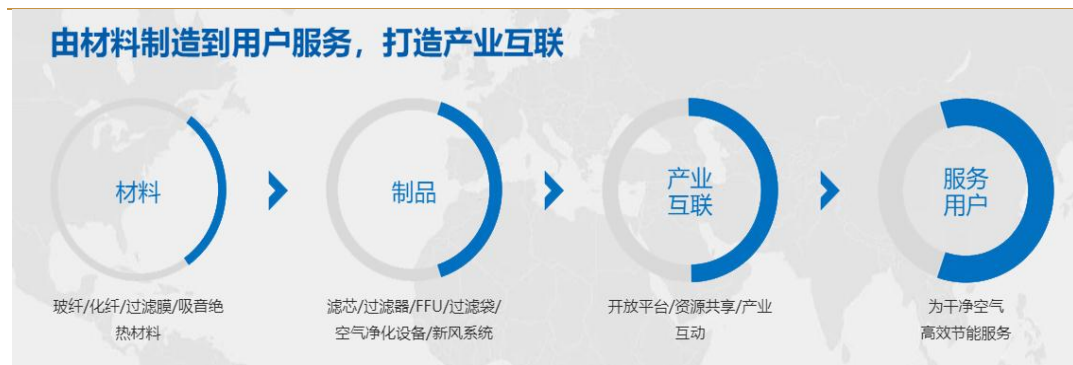 由材料制造到用户服务，打造产业互联
材料
制品
产业
互联
服务
用户
玻纤/化纤/过滤膜/吸音绝
热材料
滤芯/过滤器/FFU/过滤袋/
空气净化设备/新风系统
开放平台/资源共享/产业
互动
为干净空气
高效节能服务